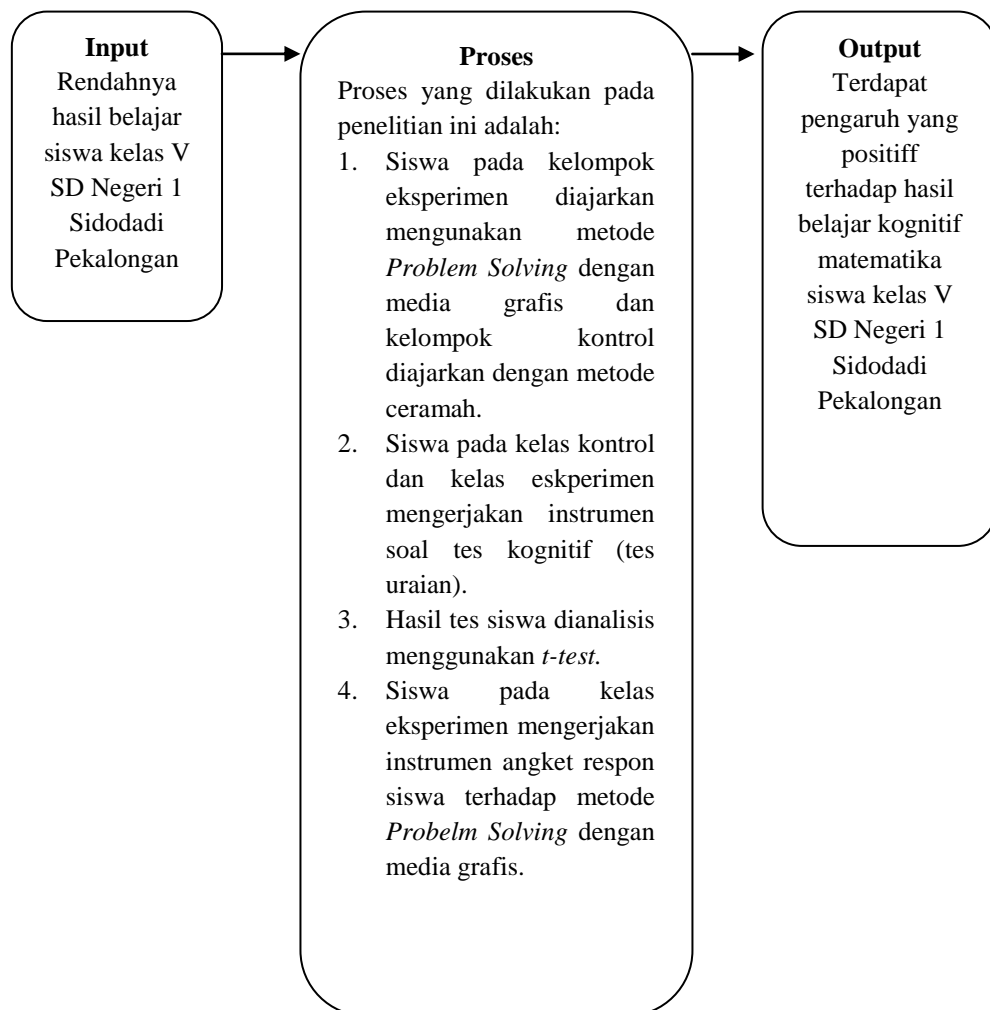 Input
Rendahnya
hasil belajar
siswa kelas V
SD Negeri 1
Sidodadi
Pekalongan
Proses
Proses yang dilakukan pada
penelitian ini adalah:
1. Siswa pada kelompok
eksperimen diajarkan
mengunakan metode
Problem Solving dengan
media grafis dan
kelompok kontrol
diajarkan dengan metode
ceramah.
2. Siswa pada kelas kontrol
dan kelas eskperimen
mengerjakan instrumen
soal tes kognitif (tes
uraian).
3. Hasil tes siswa dianalisis
menggunakan t-test.
4. Siswa pada kelas
eksperimen mengerjakan
instrumen angket respon
siswa terhadap metode
Probelm Solving dengan
media grafis.
Output
Terdapat
pengaruh yang
positiff
terhadap hasil
belajar kognitif
matematika
siswa kelas V
SD Negeri 1
Sidodadi
Pekalongan